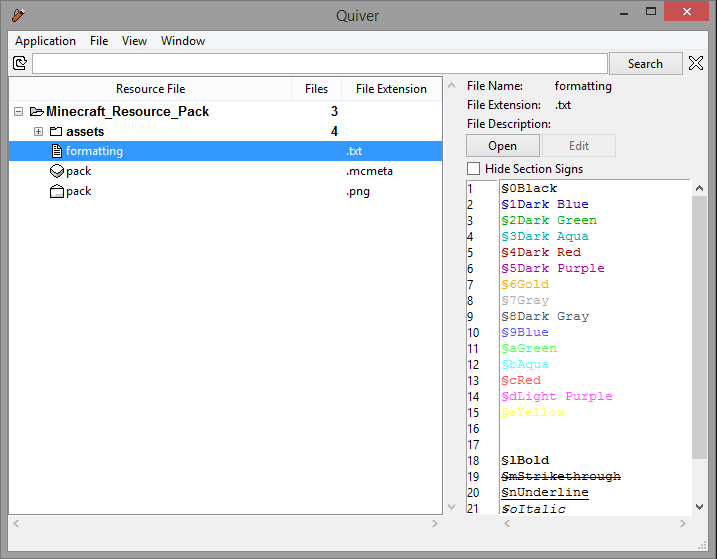 Quiver
Application File View Window
Search
Resource File Files File Extension
Minecraft_Resource_Pack 3
assets 4
formatting .txt
pack .mcmeta
pack .png
File Name: formatting
File Extension: .txt
File Description:
Open Edit
Hide Section Signs
1 §0Black
2 §1Dark Blue
3 §2Dark Green
4 §3Dark Aqua
5 §4Dark Red
6 §5Dark Purple
7 §6Gold
8 §7Gray
9 §8Dark Gray
10 §9Blue
11 §aGreen
12 §bAqua
13 §cRed
14 §dLight Purple
15 §eYellow
16
17
18 §lBold
19 §mStrikethrough
20 §nUnderline
21 §oItalic